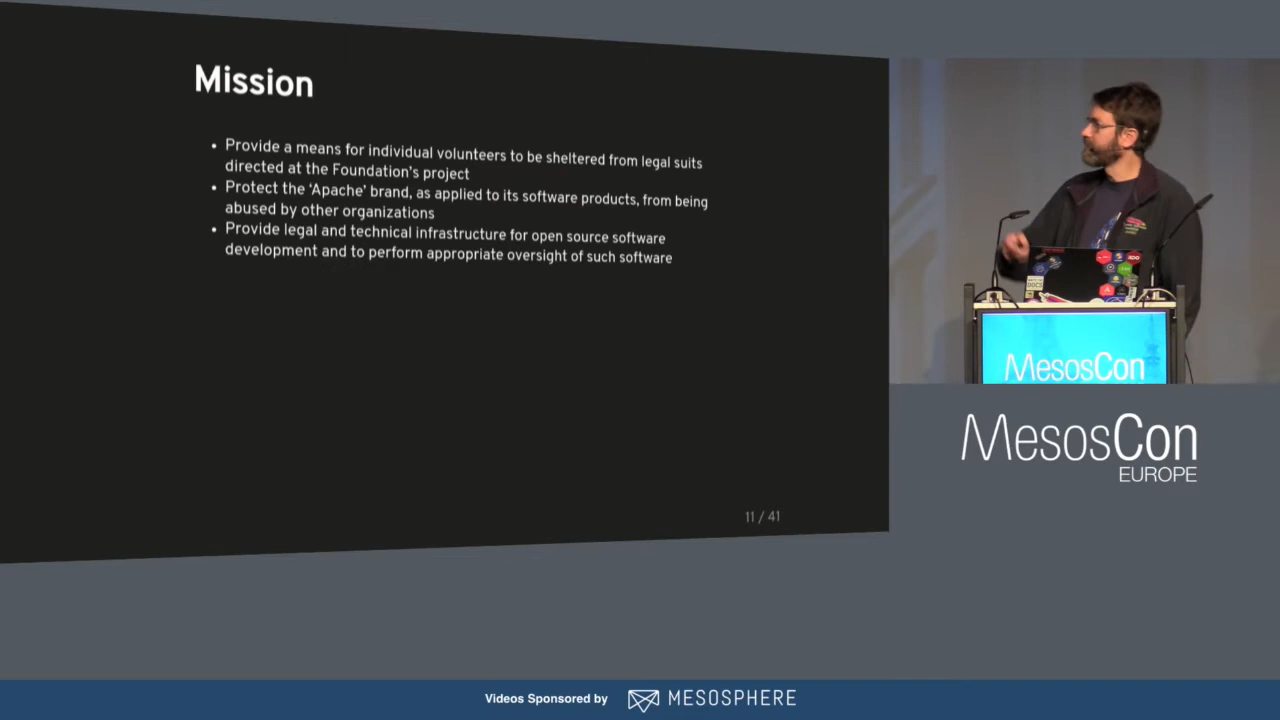 Mission
• Provide a means for individual volunteers to be sheltered from legal suits
directed at the Foundation's project
• Protect the ‘Apache’ brand, as applied to its software products, from being
abused by other organizations
• Provide legal and technical infrastructure for open source software
development and to perform appropriate oversight of such software
11 / 41
MesosCon
MesosCon
EUROPE
Videos Sponsored by MESOSPHERE